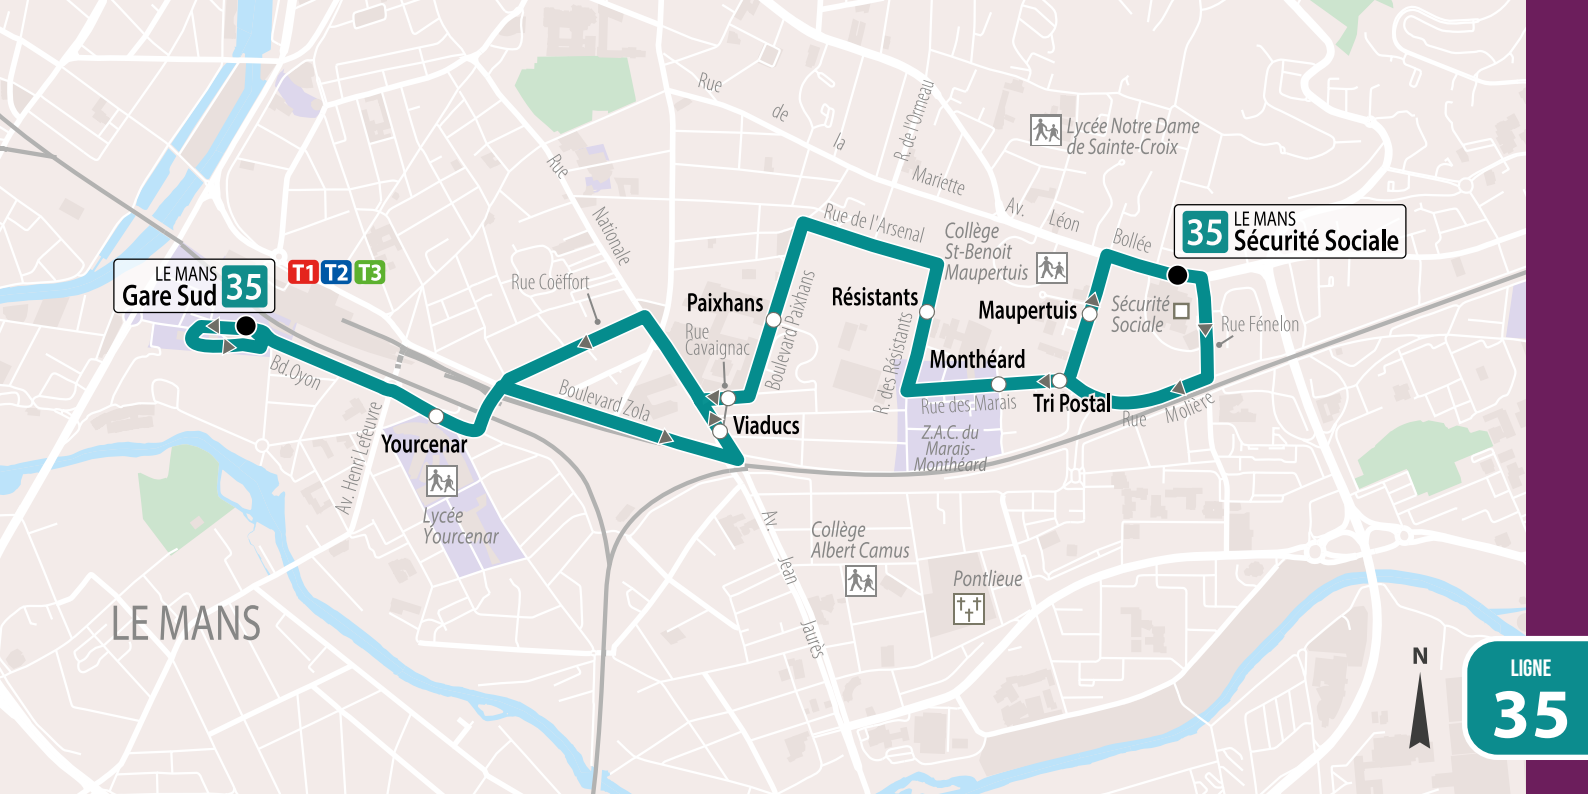 Rue
de
la
Mariette
R. de l'Ormeau
Lycée Notre Dame
de Sainte-Croix
Rue
Nationale
Av.
Léon
Bollée
35
LE MANS
Sécurité Sociale
Rue de l'Arsenal
Collège
St-Benoit
Maupertuis
LE MANS
Gare Sud
35
T1
T2
T3
Rue Coëffort
Paixhans
Boulevard Paixhans
Résistants
Maupertuis
Sécurité
Sociale
Rue Fénelon
Rue
Cavaignac
R. des Résistants
Monthéard
Bd.Oyon
Boulevard Zola
Rue des Marais
Tri Postal
Rue
Molière
Viaducs
Yourcenar
Av. Henri Lefeuvre
Z.A.C. du
Marais-
Monthéard
Lycée
Yourcenar
Av.
Jean
Jaurès
Collège
Albert Camus
Pontlieue
LE MANS
N
LIGNE
35